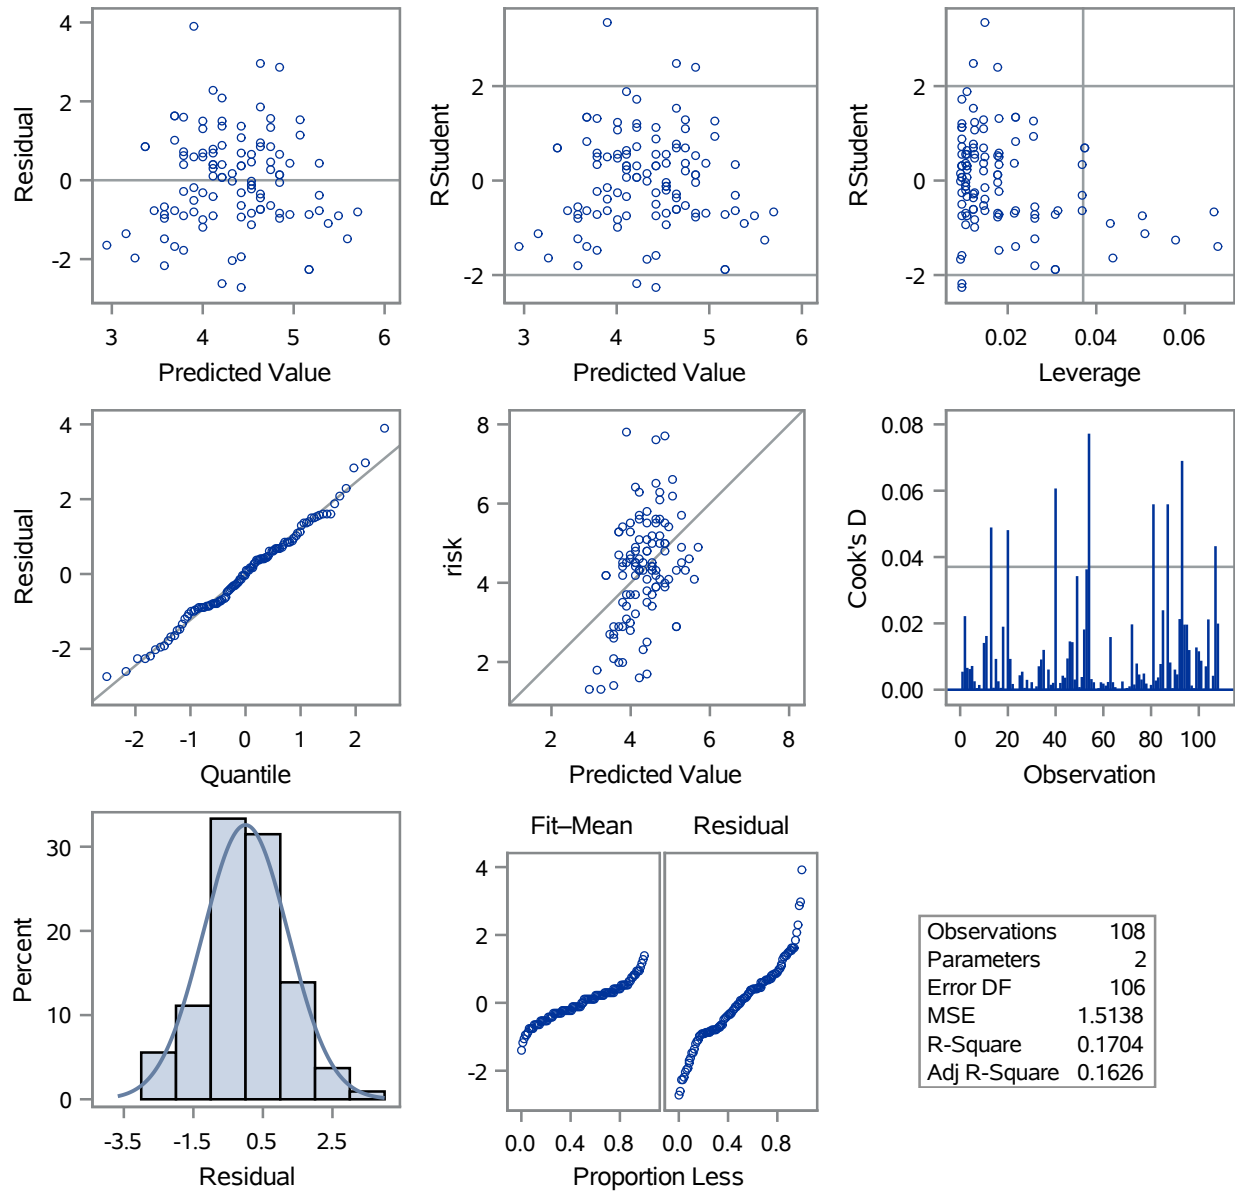 4
2
0
-2
Residual
3
4
5
6
Predicted Value
2
0
-2
RStudent
3
4
5
6
Predicted Value
2
0
-2
RStudent
0.02
0.04
0.06
Leverage
4
2
0
-2
Residual
-2
-1
0
1
2
Quantile
8
6
4
2
risk
2
4
6
8
Predicted Value
0.08
0.06
0.04
0.02
0.00
Cook's D
0
20
40
60
80
100
Observation
30
20
10
0
Percent
-3.5
-1.5
0.5
2.5
Residual
Fit–Mean
Residual
4
2
0
-2
0.0
0.4
0.8
0.0
0.4
0.8
Proportion Less
Observations 108
Parameters 2
Error DF 106
MSE 1.5138
R-Square 0.1704
Adj R-Square 0.1626